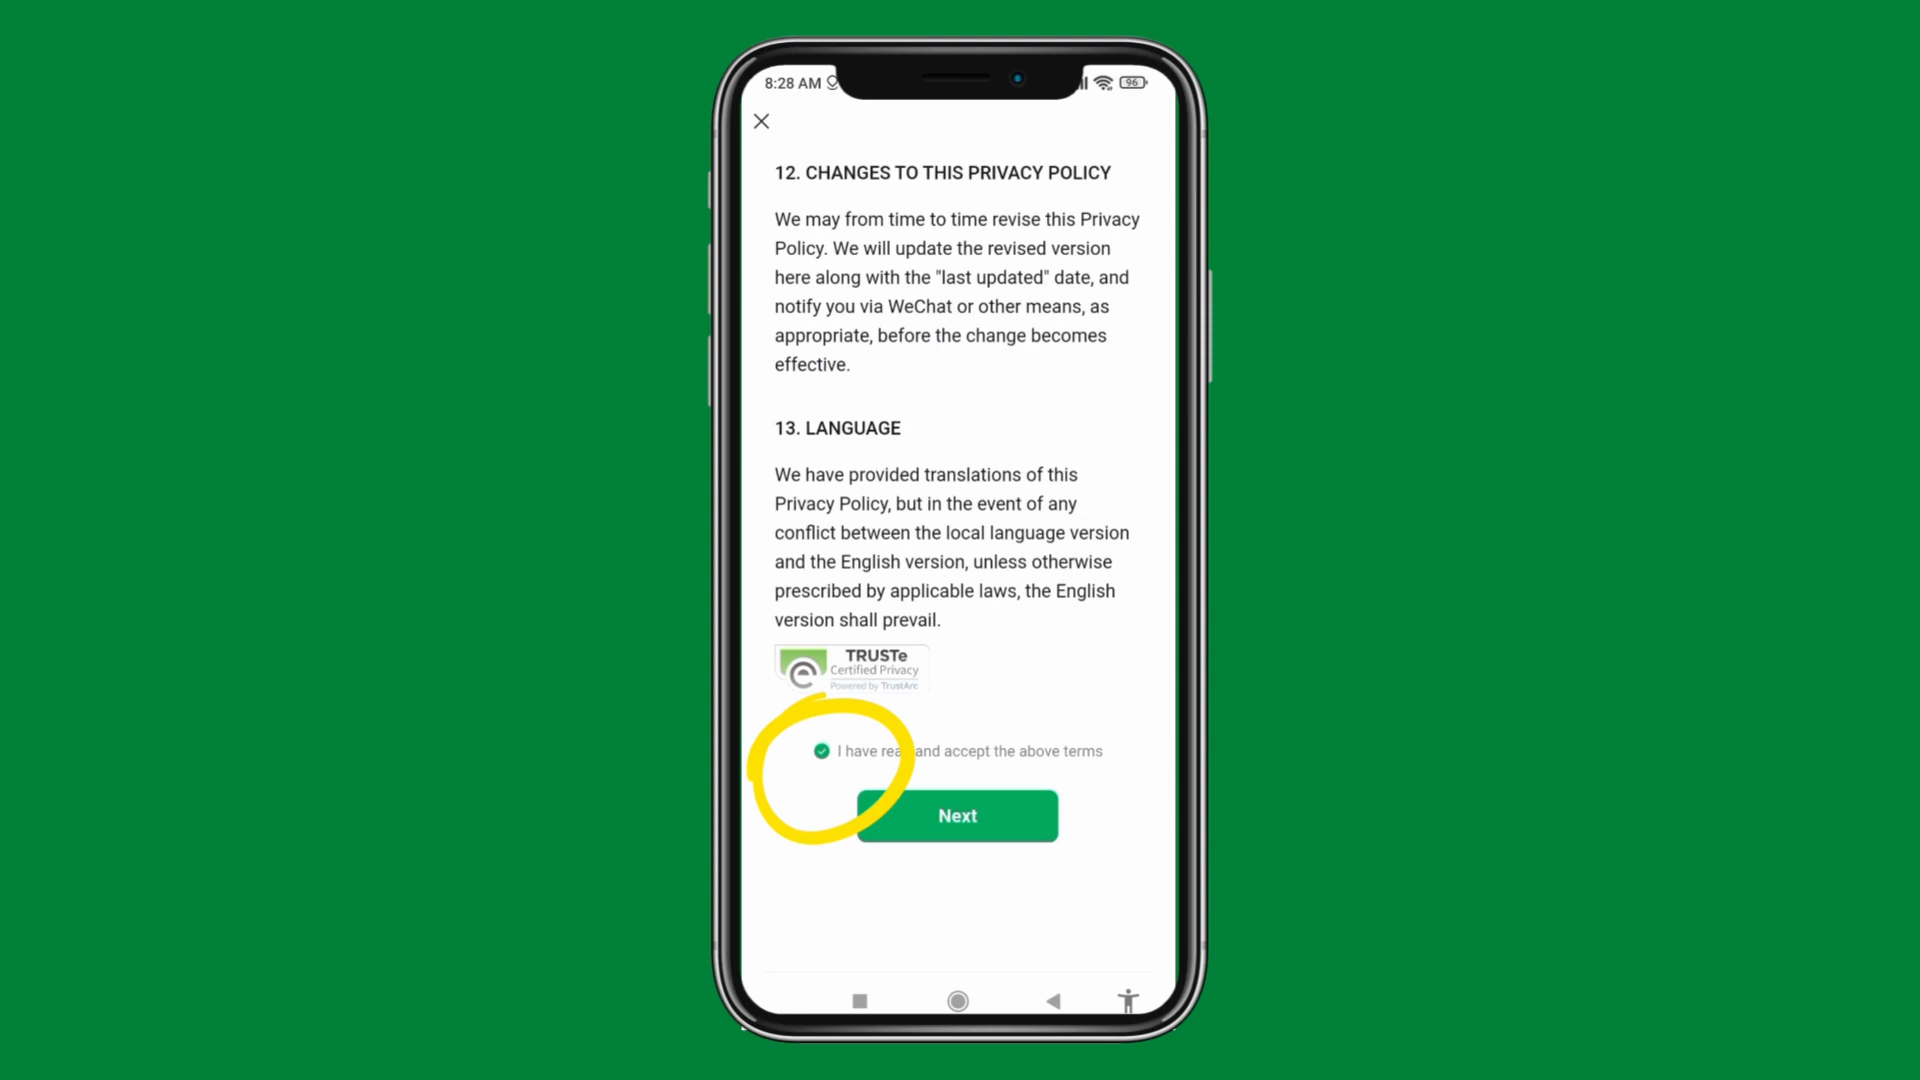 8:28 AM
96
12. CHANGES TO THIS PRIVACY POLICY
We may from time to time revise this Privacy
Policy. We will update the revised version
here along with the "last updated" date, and
notify you via WeChat or other means, as
appropriate, before the change becomes
effective.
13. LANGUAGE
We have provided translations of this
Privacy Policy, but in the event of any
conflict between the local language version
and the English version, unless otherwise
prescribed by applicable laws, the English
version shall prevail.
TRUSTe
Certified Privacy
Powered by TrustArc
I have read and accept the above terms
Next